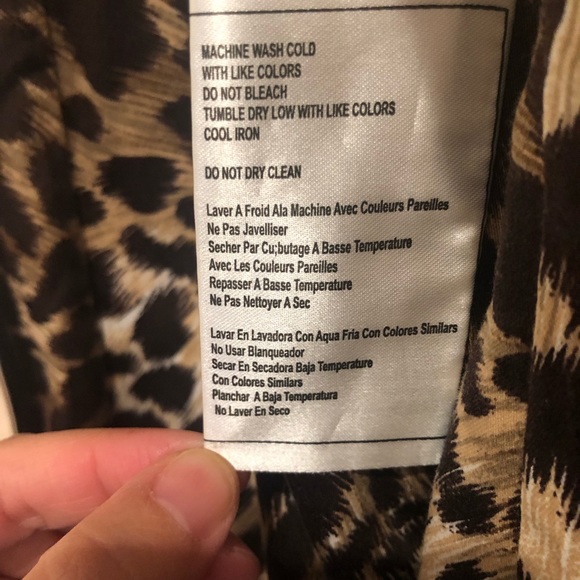 MACHINE WASH COLD
WITH LIKE COLORS
DO NOT BLEACH
TUMBLE DRY LOW WITH LIKE COLORS
COOL IRON
DO NOT DRY CLEAN
Laver A Froid Ala Machine Avec Couleurs Pareilles
Ne Pas Javelliser
Secher Par Cu;butage A Basse Temperature
Avec Les Couleurs Pareilles
Repasser A Basse Temperature
Ne Pas Nettoyer A Sec
Lavar En Lavadora Con Aqua Fria Con Colores Similars
No Usar Blanqueador
Secar En Secadora Baja Temperature
Con Colores Similars
Planchar A Baja Temperatura
No Laver En Seco